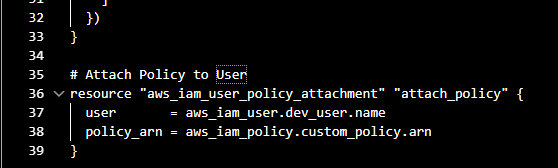 31 ]
32 })
33 }
34
35 # Attach Policy to User
36 resource "aws_iam_user_policy_attachment" "attach_policy" {
37   user       = aws_iam_user.dev_user.name
38   policy_arn = aws_iam_policy.custom_policy.arn
39 }